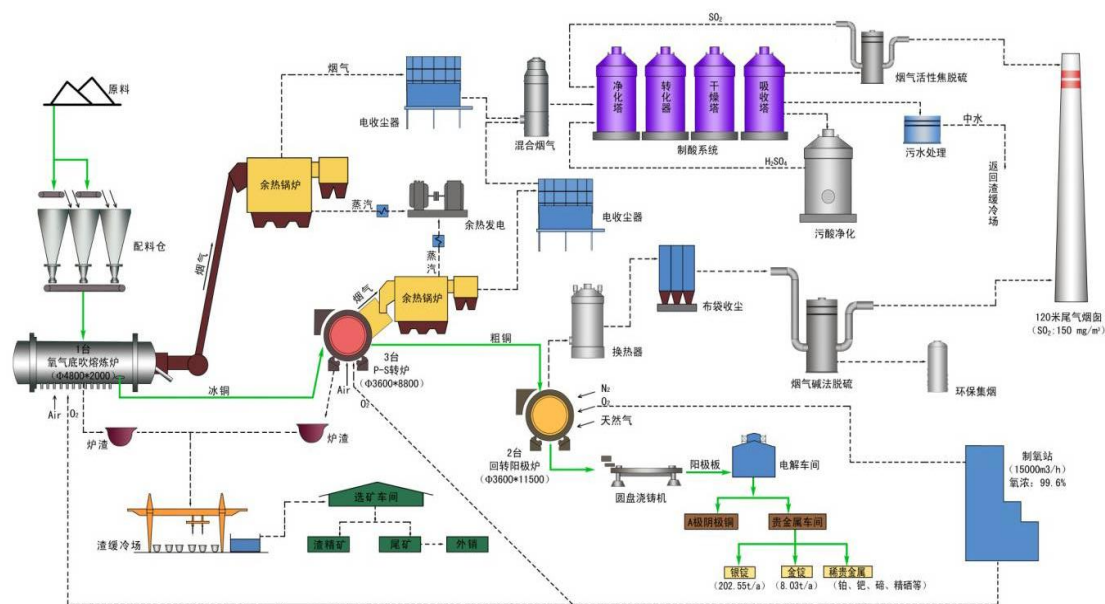 原料
配料仓
烟气
余热锅炉
烟气
电收尘器
混合烟气
SO₂
净化塔
转化器
干燥塔
吸收塔
制酸系统
H₂SO₄
污酸净化
烟气活性焦脱硫
污水处理
中水
返回渣缓冷场
120米尾气烟囱
(SO₂:150 mg/m³)
蒸汽
余热发电
蒸汽
电收尘器
烟气
余热锅炉
1台
氧气底吹熔炼炉
(Φ4800*2000)
Air
O₂
冰铜
3台
P-S转炉
(Φ3600*8800)
Air
O₂
粗铜
换热器
布袋收尘
烟气碱法脱硫
环保集烟
N₂
O₂
天然气
2台
回转阳极炉
(Φ3600*11500)
炉渣
炉渣
渣缓冷场
选矿车间
渣精矿
尾矿
外销
圆盘浇铸机
阳极板
电解车间
A极阴极铜
贵金属车间
银锭
(202.55t/a)
金锭
(8.03t/a)
稀贵金属
(铂、钯、碲、精硒等)
制氧站
(15000m3/h)
氧浓：99.6%